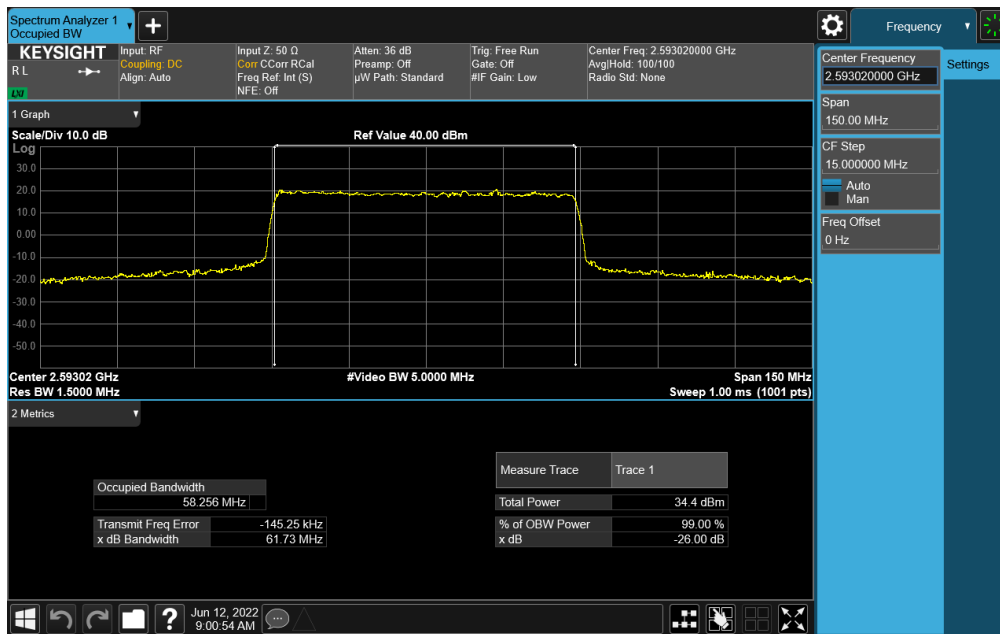 Spectrum Analyzer 1
Occupied BW
+
Frequency
KEYSIGHT
R L
LXI
Input: RF
Coupling: DC
Align: Auto
Input Z: 50 Ω
Corr CCorr RCal
Freq Ref: Int (S)
NFE: Off
Atten: 36 dB
Preamp: Off
µW Path: Standard
Trig: Free Run
Gate: Off
#IF Gain: Low
Center Freq: 2.593020000 GHz
Avg|Hold: 100/100
Radio Std: None
Center Frequency
2.593020000 GHz
Settings
Span
150.00 MHz
CF Step
15.000000 MHz
Auto
Man
Freq Offset
0 Hz
1 Graph
Scale/Div 10.0 dB
Ref Value 40.00 dBm
Log
30.0
20.0
10.0
0.00
-10.0
-20.0
-30.0
-40.0
-50.0
Center 2.59302 GHz
#Video BW 5.0000 MHz
Span 150 MHz
Res BW 1.5000 MHz
Sweep 1.00 ms (1001 pts)
2 Metrics
Measure Trace
Trace 1
Occupied Bandwidth
58.256 MHz
Total Power
34.4 dBm
Transmit Freq Error
-145.25 kHz
% of OBW Power
99.00 %
x dB Bandwidth
61.73 MHz
x dB
-26.00 dB
?
Jun 12, 2022
9:00:54 AM